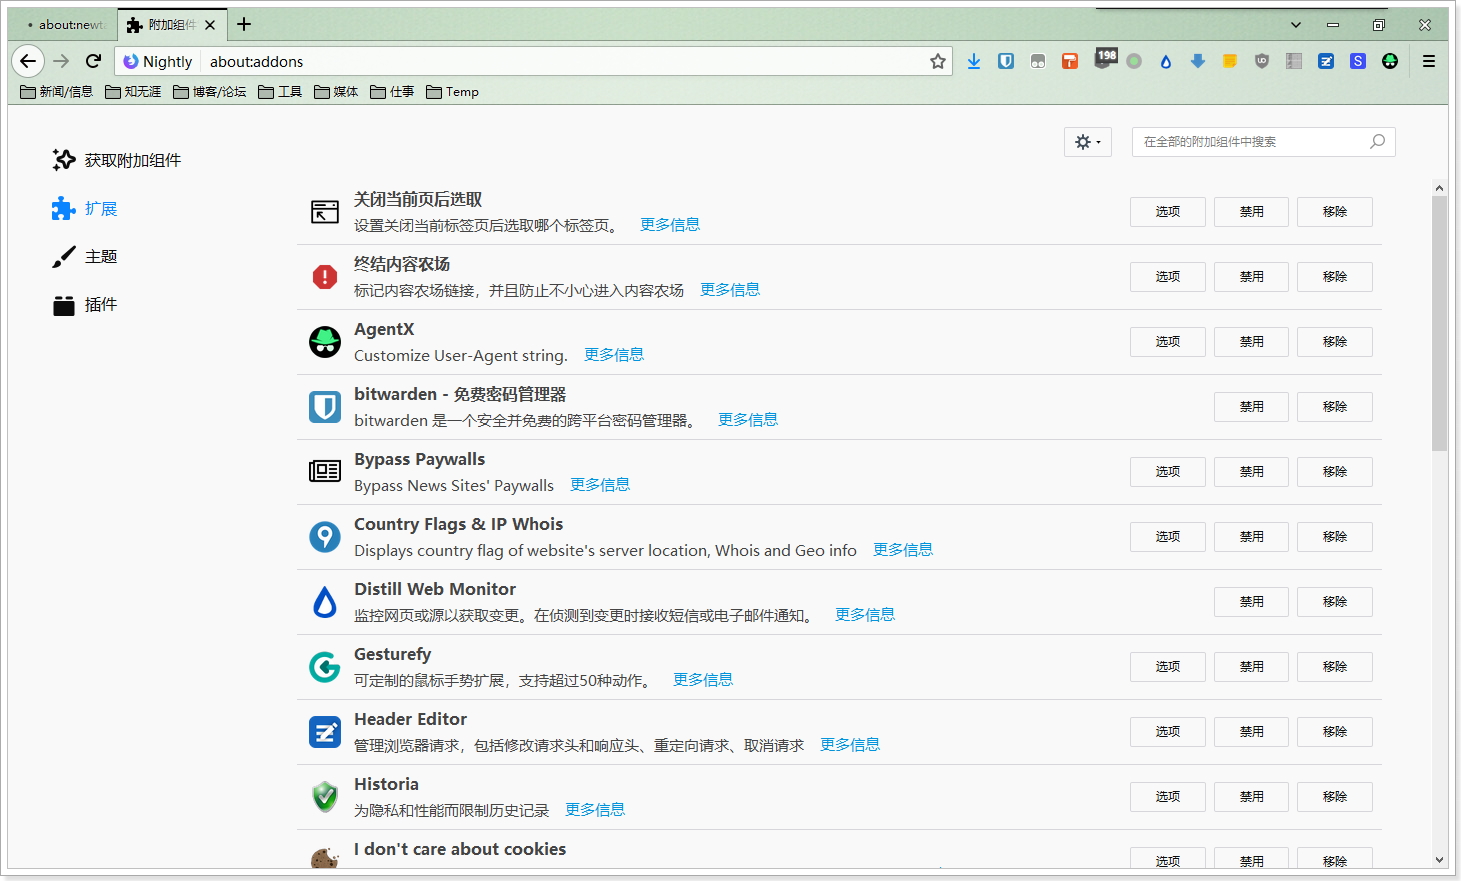 about:newt
附加组件
Nightly
about:addons
198
新闻/信息
知无涯
博客/论坛
工具
媒体
仕事
Temp
在全部的附加组件中搜索
获取附加组件
扩展
主题
插件
关闭当前页后选取
设置关闭当前标签页后选取哪个标签页。 更多信息
选项 禁用 移除
终结内容农场
标记内容农场链接，并且防止不小心进入内容农场 更多信息
选项 禁用 移除
AgentX
Customize User-Agent string. 更多信息
选项 禁用 移除
bitwarden - 免费密码管理器
bitwarden 是一个安全并免费的跨平台密码管理器。 更多信息
禁用 移除
Bypass Paywalls
Bypass News Sites' Paywalls 更多信息
选项 禁用 移除
Country Flags & IP Whois
Displays country flag of website's server location, Whois and Geo info 更多信息
选项 禁用 移除
Distill Web Monitor
监控网页或源以获取变更。在侦测到变更时接收短信或电子邮件通知。 更多信息
禁用 移除
Gesturefy
可定制的鼠标手势扩展，支持超过50种动作。 更多信息
选项 禁用 移除
Header Editor
管理浏览器请求，包括修改请求头和响应头、重定向请求、取消请求 更多信息
选项 禁用 移除
Historia
为隐私和性能而限制历史记录 更多信息
选项 禁用 移除
I don't care about cookies
选项 禁用 移除